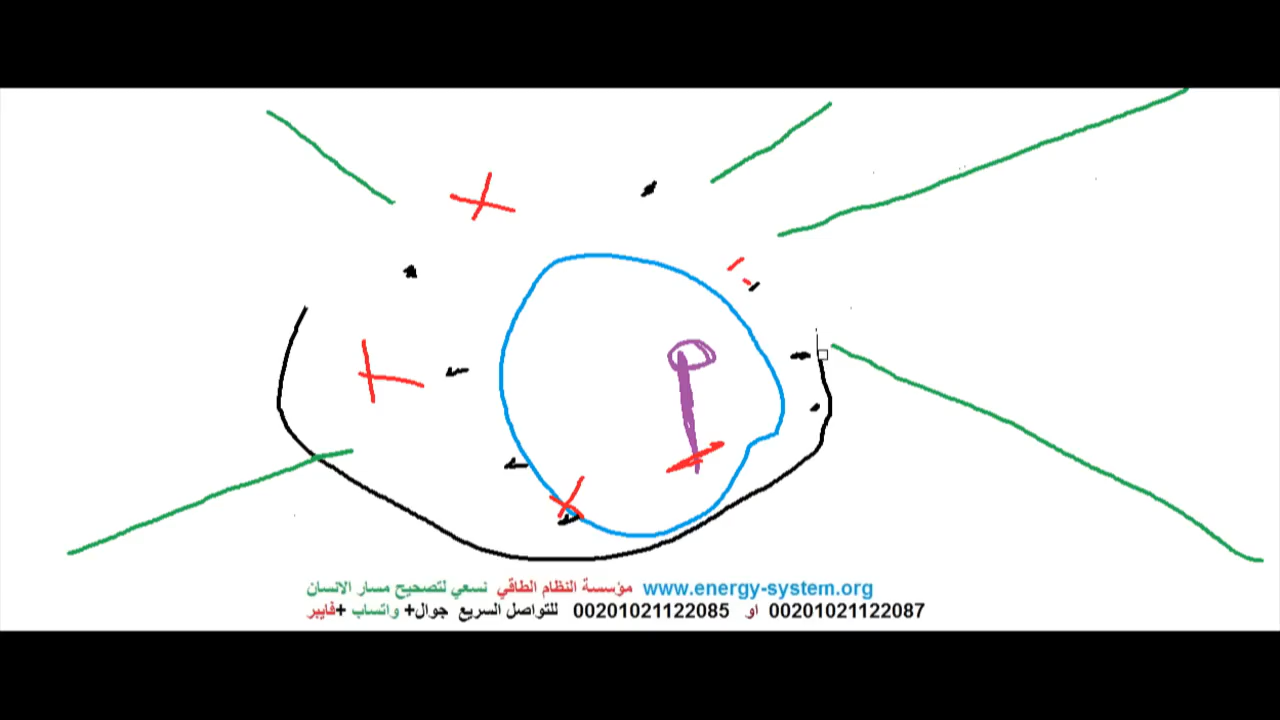 مؤسسة النظام الطاقي نسعي لتصحيح مسار الانسان www.energy-system.org
للتواصل السريع جوال+ واتساب +فايبر 00201021122085 او 00201021122087